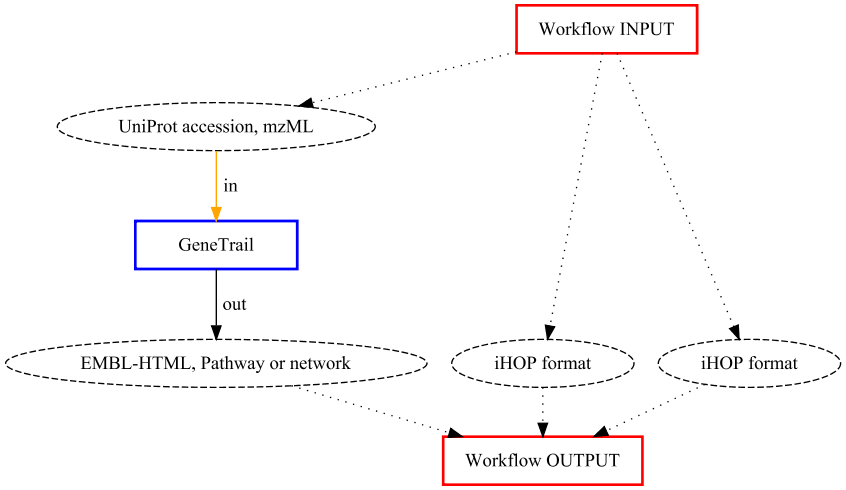 Workflow INPUT
UniProt accession, mzML
in
GeneTrail
out
EMBL-HTML, Pathway or network
iHOP format
iHOP format
Workflow OUTPUT